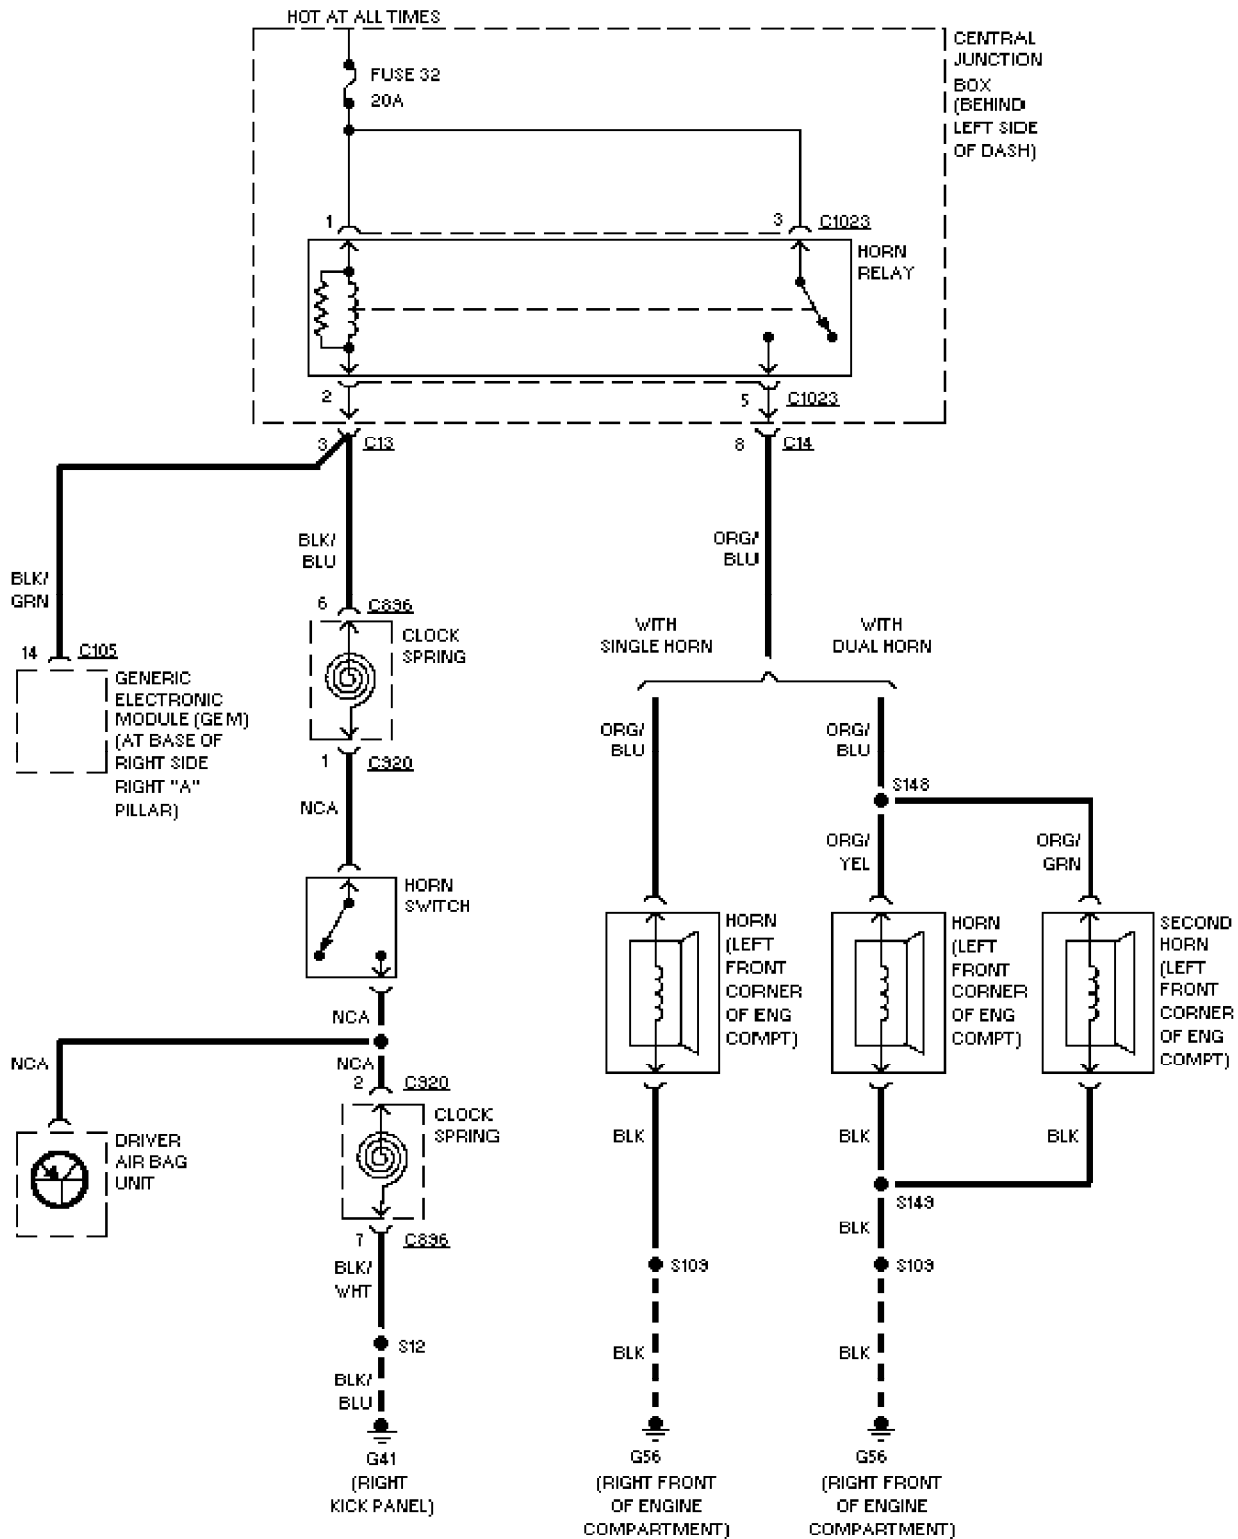 HOT AT ALL TIMES
CENTRAL
JUNCTION
BOX
(BEHIND
LEFT SIDE
OF DASH)
FUSE 32
20A
1
3
C1023
HORN
RELAY
2
5
C1023
3
C13
8
C14
BLK/
BLU
ORG/
BLU
BLK/
GRN
14
C105
GENERIC
ELECTRONIC
MODULE (GEM)
(AT BASE OF
RIGHT SIDE
RIGHT "A"
PILLAR)
6
C896
CLOCK
SPRING
1
C920
NCA
WITH
SINGLE HORN
WITH
DUAL HORN
ORG/
BLU
ORG/
BLU
S148
ORG/
YEL
ORG/
GRN
HORN
SWITCH
HORN
(LEFT
FRONT
CORNER
OF ENG
COMPT)
HORN
(LEFT
FRONT
CORNER
OF ENG
COMPT)
SECOND
HORN
(LEFT
FRONT
CORNER
OF ENG
COMPT)
NCA
NCA
NCA
2
C920
CLOCK
SPRING
DRIVER
AIR BAG
UNIT
7
C896
BLK
BLK
BLK
S149
BLK
BLK/
WHT
S109
S109
S12
BLK/
BLU
BLK
BLK
G41
(RIGHT
KICK PANEL)
G56
(RIGHT FRONT
OF ENGINE
COMPARTMENT)
G56
(RIGHT FRONT
OF ENGINE
COMPARTMENT)